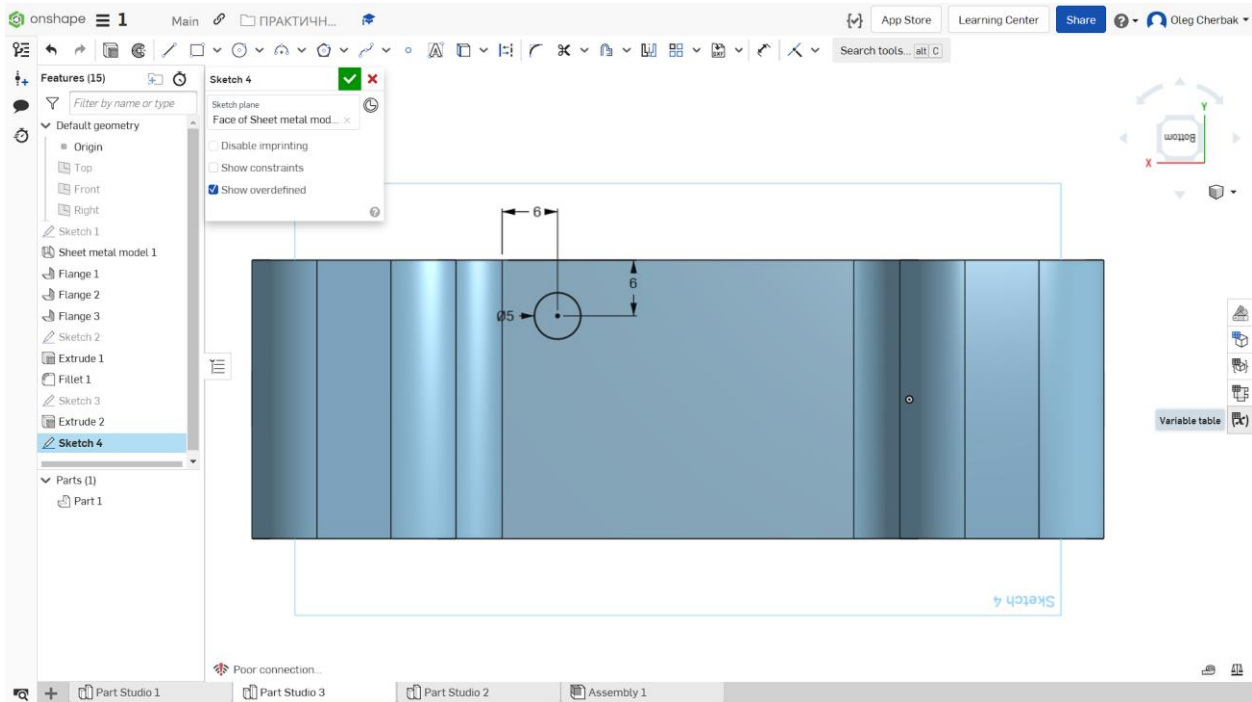 onshape 1 Main ПРАКТИЧН... App Store Learning Center Share Oleg Cherbak
Search tools... alt C
Features (15)
Filter by name or type
Default geometry
Origin
Top
Front
Right
Sketch 1
Sheet metal model 1
Flange 1
Flange 2
Flange 3
Sketch 2
Extrude 1
Fillet 1
Sketch 3
Extrude 2
Sketch 4
Parts (1)
Part 1
Sketch 4
Sketch plane
Face of Sheet metal mod...
Disable imprinting
Show constraints
Show overdefined
6
6
Ø5
Sketch 4
Y
Bottom
X
Variable table
Poor connection...
Part Studio 1 Part Studio 3 Part Studio 2 Assembly 1